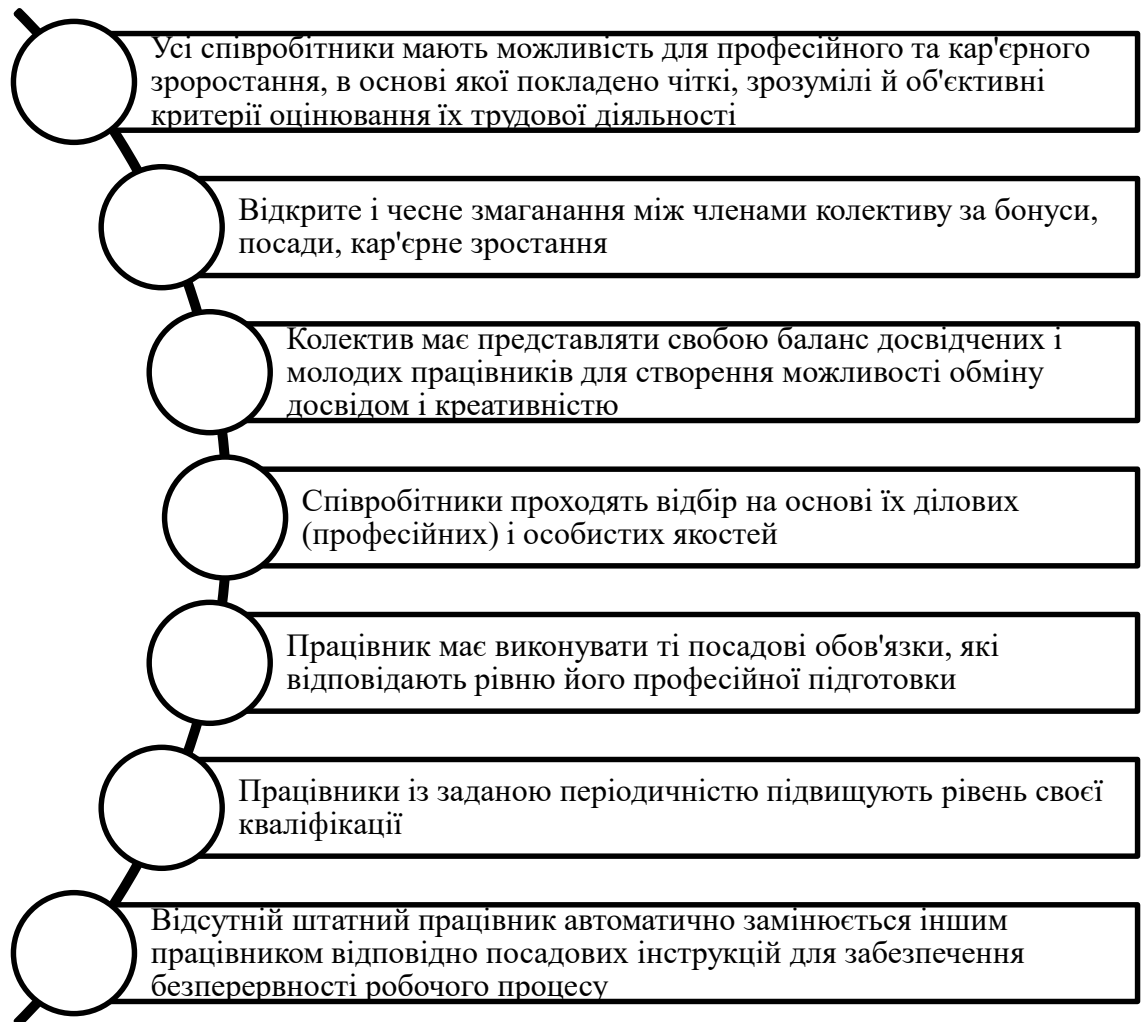 Усі співробітники мають можливість для професійного та кар'єрного
зроростання, в основі якої покладено чіткі, зрозумілі й об'єктивні
критерії оцінювання їх трудової діяльності
Відкрите і чесне змаганання між членами колективу за бонуси,
посади, кар'єрне зростання
Колектив має представляти свобою баланс досвідчених і
молодих працівників для створення можливості обміну
досвідом і креативністю
Співробітники проходять відбір на основі їх ділових
(професійних) і особистих якостей
Працівник має виконувати ті посадові обов'язки, які
відповідають рівню його професійної підготовки
Працівники із заданою періодичністю підвищують рівень своєї
кваліфікації
Відсутній штатний працівник автоматично замінюється іншим
працівником відповідно посадових інструкцій для забезпечення
безперервності робочого процесу